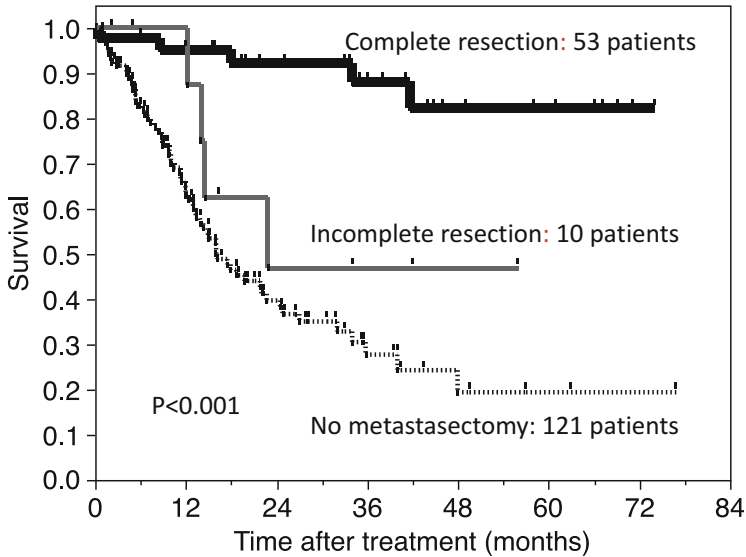 1.0
0.9
0.8
0.7
0.6
0.5
0.4
0.3
0.2
0.1
0.0
Survival
Complete resection: 53 patients
Incomplete resection: 10 patients
P<0.001
No metastasectomy: 121 patients
0 12 24 36 48 60 72 84
Time after treatment (months)